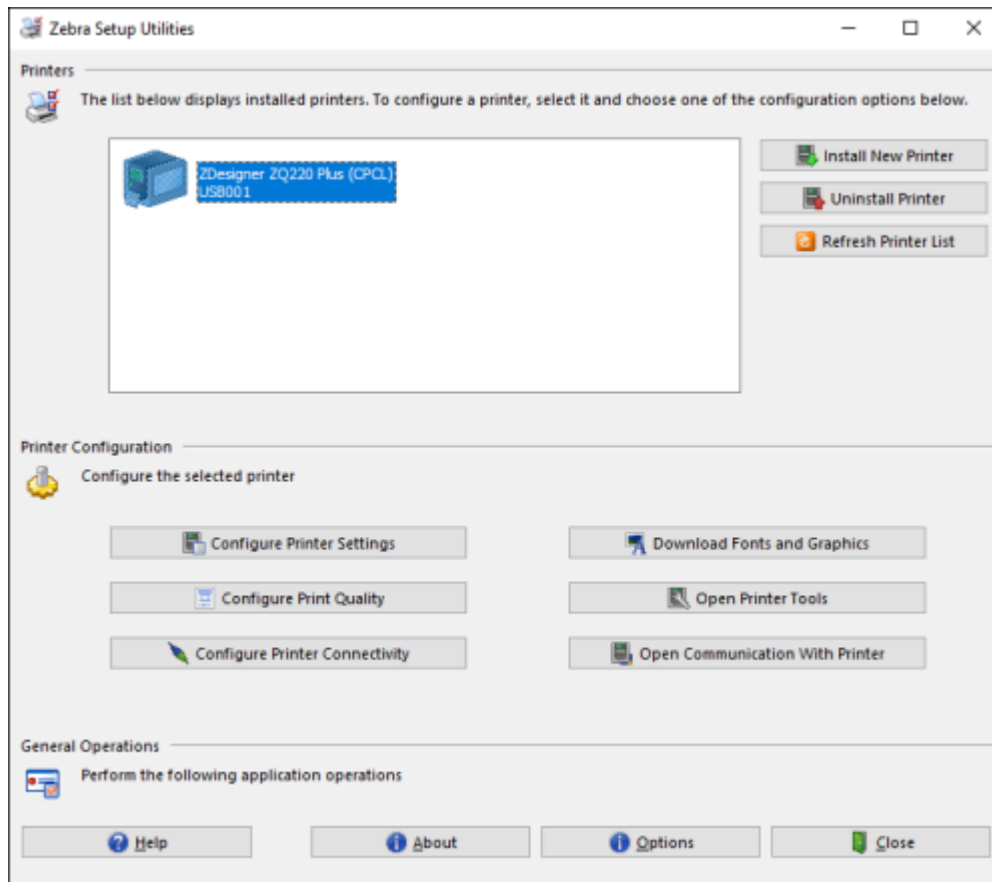 Zebra Setup Utilities
Printers
The list below displays installed printers. To configure a printer, select it and choose one of the configuration options below.
ZDesigner ZQ220 Plus (CPCL)
USB001
Install New Printer
Uninstall Printer
Refresh Printer List
Printer Configuration
Configure the selected printer
Configure Printer Settings
Download Fonts and Graphics
Configure Print Quality
Open Printer Tools
Configure Printer Connectivity
Open Communication With Printer
General Operations
Perform the following application operations
Help
About
Options
Close